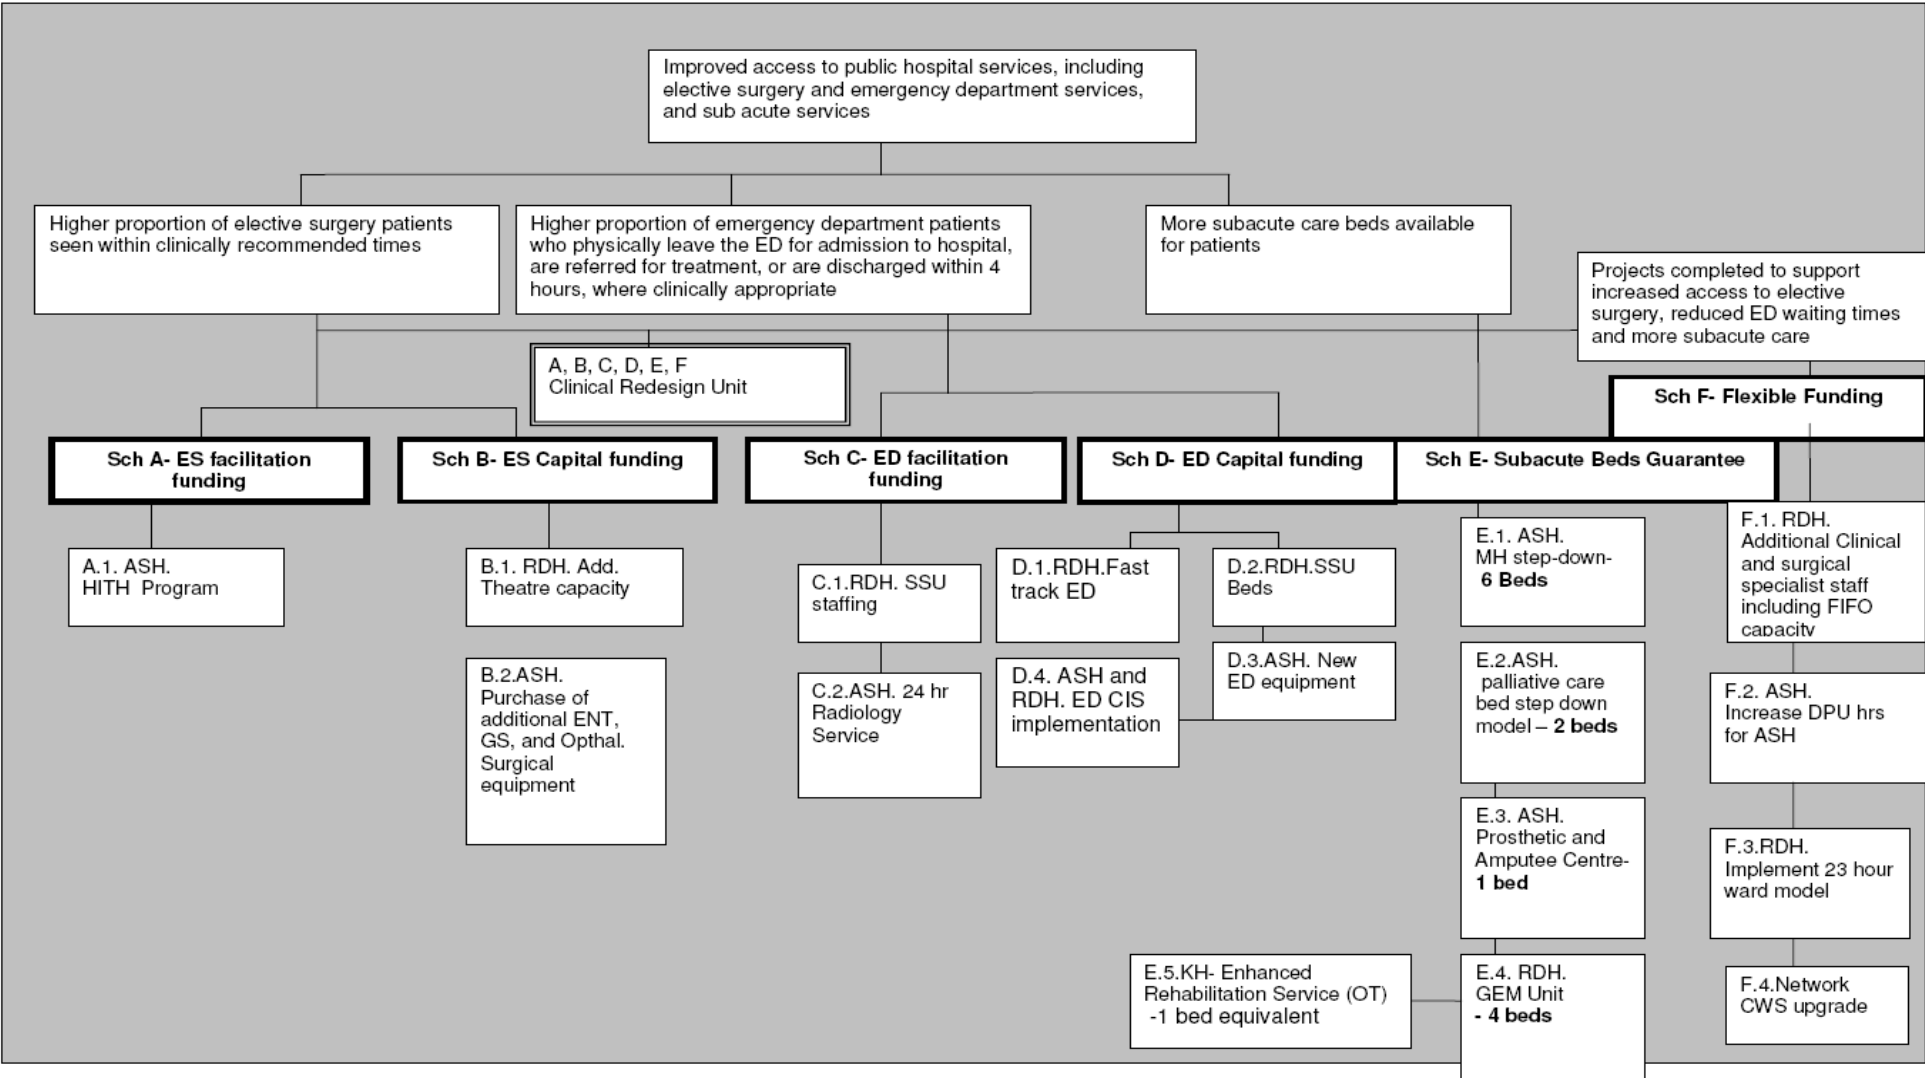 Improved access to public hospital services, including
elective surgery and emergency department services,
and sub acute services
Higher proportion of elective surgery patients
seen within clinically recommended times
Higher proportion of emergency department patients
who physically leave the ED for admission to hospital,
are referred for treatment, or are discharged within 4
hours, where clinically appropriate
More subacute care beds available
for patients
Projects completed to support
increased access to elective
surgery, reduced ED waiting times
and more subacute care
A, B, C, D, E, F
Clinical Redesign Unit
Sch F- Flexible Funding
Sch A- ES facilitation
funding
Sch B- ES Capital funding
Sch C- ED facilitation
funding
Sch D- ED Capital funding
Sch E- Subacute Beds Guarantee
A.1. ASH.
HITH Program
B.1. RDH. Add.
Theatre capacity
B.2.ASH.
Purchase of
additional ENT,
GS, and Opthal.
Surgical
equipment
C.1.RDH. SSU
staffing
C.2.ASH. 24 hr
Radiology
Service
D.1.RDH.Fast
track ED
D.2.RDH.SSU
Beds
D.3.ASH. New
ED equipment
D.4. ASH and
RDH. ED CIS
implementation
E.1. ASH.
MH step-down-
6 Beds
E.2.ASH.
palliative care
bed step down
model – 2 beds
E.3. ASH.
Prosthetic and
Amputee Centre-
1 bed
E.4. RDH.
GEM Unit
- 4 beds
E.5.KH- Enhanced
Rehabilitation Service (OT)
-1 bed equivalent
F.1. RDH.
Additional Clinical
and surgical
specialist staff
including FIFO
capacity
F.2. ASH.
Increase DPU hrs
for ASH
F.3.RDH.
Implement 23 hour
ward model
F.4.Network
CWS upgrade